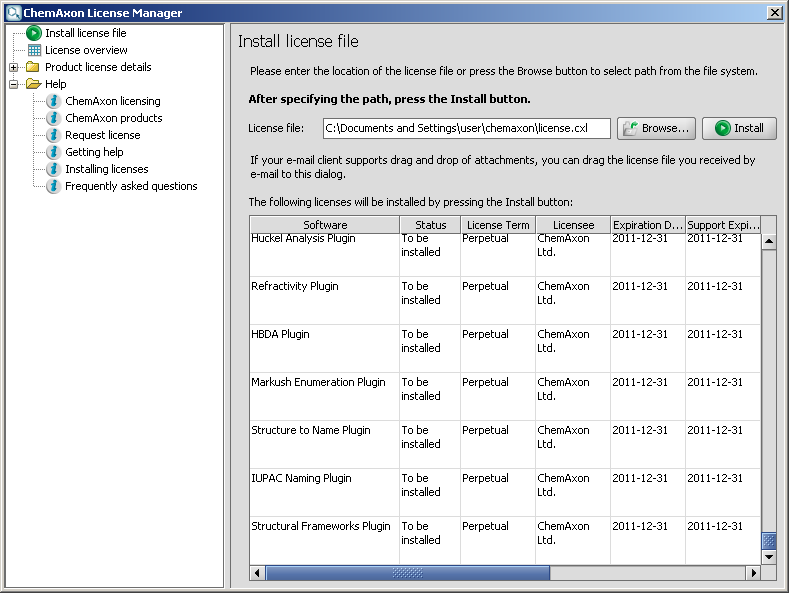 ChemAxon License Manager
Install license file
License overview
Product license details
Help
ChemAxon licensing
ChemAxon products
Request license
Getting help
Installing licenses
Frequently asked questions
Install license file
Please enter the location of the license file or press the Browse button to select path from the file system.
After specifying the path, press the Install button.
License file: C:\Documents and Settings\user\chemaxon\license.cxl Browse... Install
If your e-mail client supports drag and drop of attachments, you can drag the license file you received by
e-mail to this dialog.
The following licenses will be installed by pressing the Install button:
Software Status License Term Licensee Expiration D... Support Expi...
Huckel Analysis Plugin To be Perpetual ChemAxon 2011-12-31 2011-12-31
installed Ltd.
Refractivity Plugin To be Perpetual ChemAxon 2011-12-31 2011-12-31
installed Ltd.
HBDA Plugin To be Perpetual ChemAxon 2011-12-31 2011-12-31
installed Ltd.
Markush Enumeration Plugin To be Perpetual ChemAxon 2011-12-31 2011-12-31
installed Ltd.
Structure to Name Plugin To be Perpetual ChemAxon 2011-12-31 2011-12-31
installed Ltd.
IUPAC Naming Plugin To be Perpetual ChemAxon 2011-12-31 2011-12-31
installed Ltd.
Structural Frameworks Plugin To be Perpetual ChemAxon 2011-12-31 2011-12-31
installed Ltd.